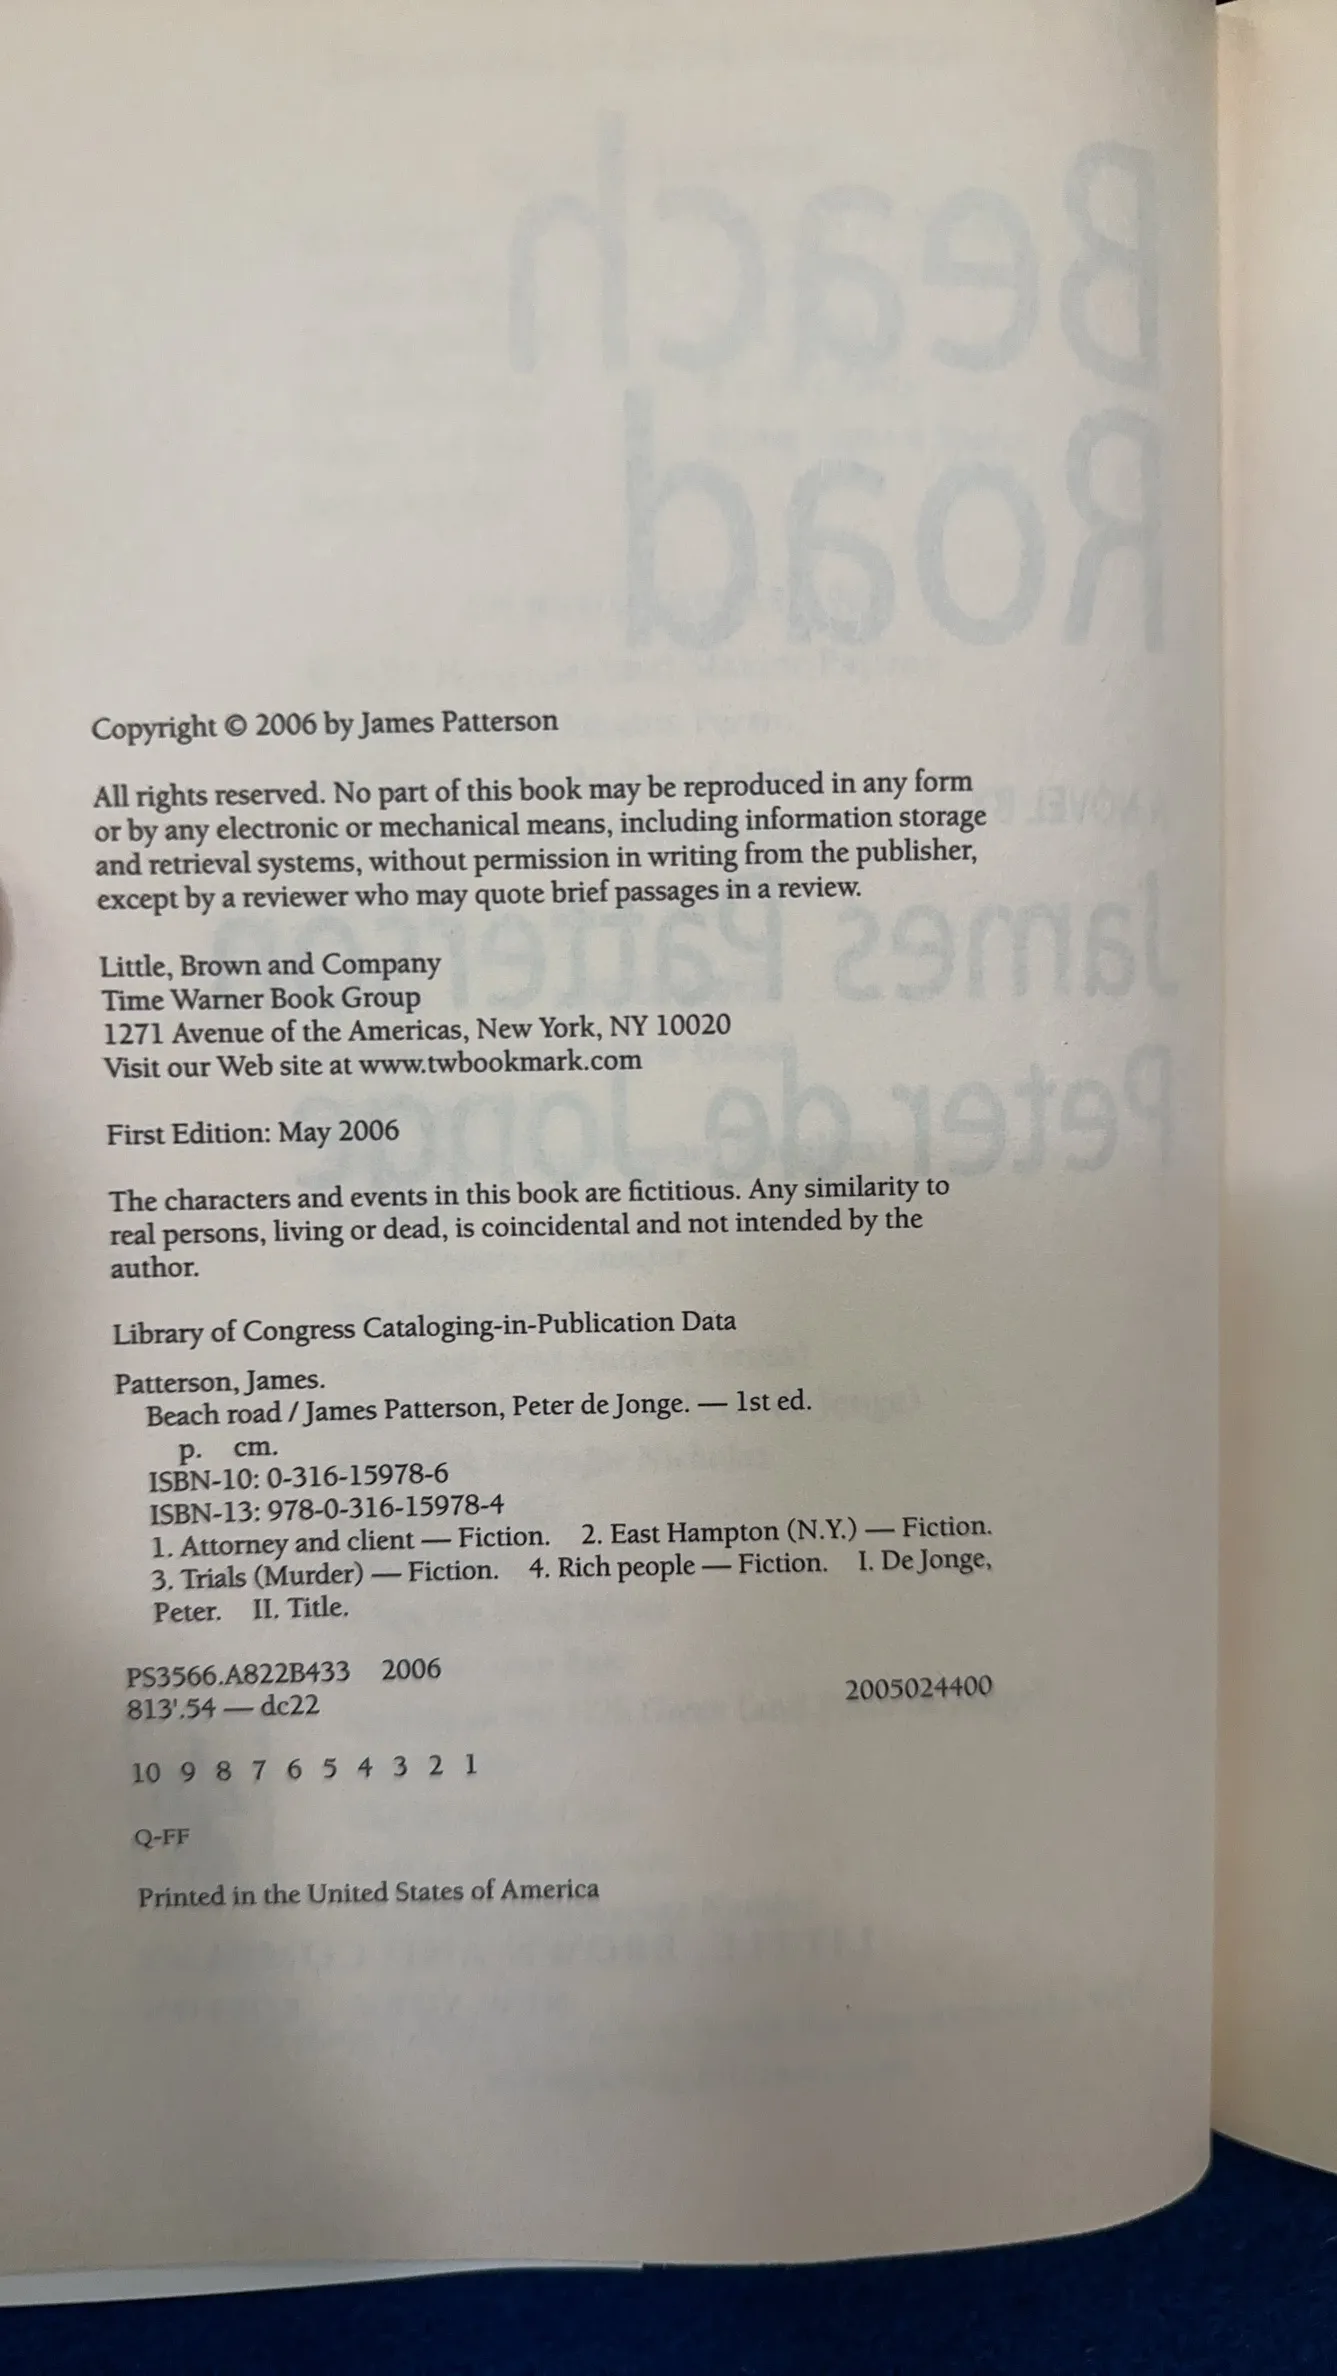 Beach
Road
Copyright © 2006 by James Patterson
All rights reserved. No part of this book may be reproduced in any form
or by any electronic or mechanical means, including information storage
and retrieval systems, without permission in writing from the publisher,
except by a reviewer who may quote brief passages in a review.
A NOVEL BY
James Patterson
Peter de Jonge
Little, Brown and Company
Time Warner Book Group
1271 Avenue of the Americas, New York, NY 10020
Visit our Web site at www.twbookmark.com
First Edition: May 2006
The characters and events in this book are fictitious. Any similarity to
real persons, living or dead, is coincidental and not intended by the
author.
Library of Congress Cataloging-in-Publication Data
Patterson, James.
Beach road / James Patterson, Peter de Jonge. — 1st ed.
p. cm.
ISBN-10: 0-316-15978-6
ISBN-13: 978-0-316-15978-4
1. Attorney and client — Fiction. 2. East Hampton (N.Y.) — Fiction.
3. Trials (Murder) — Fiction. 4. Rich people — Fiction. I. De Jonge,
Peter. II. Title.
PS3566.A822B433 2006
813'.54 — dc22
2005024400
10 9 8 7 6 5 4 3 2 1
Q-FF
Printed in the United States of America